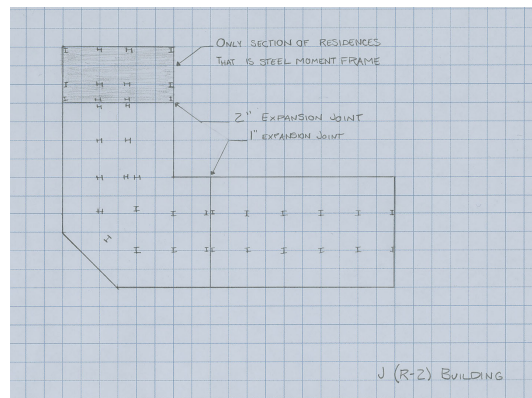 ONLY SECTION OF RESIDENCES
THAT IS STEEL MOMENT FRAME
2" EXPANSION JOINT
1" EXPANSION JOINT
J (R-2) BUILDING